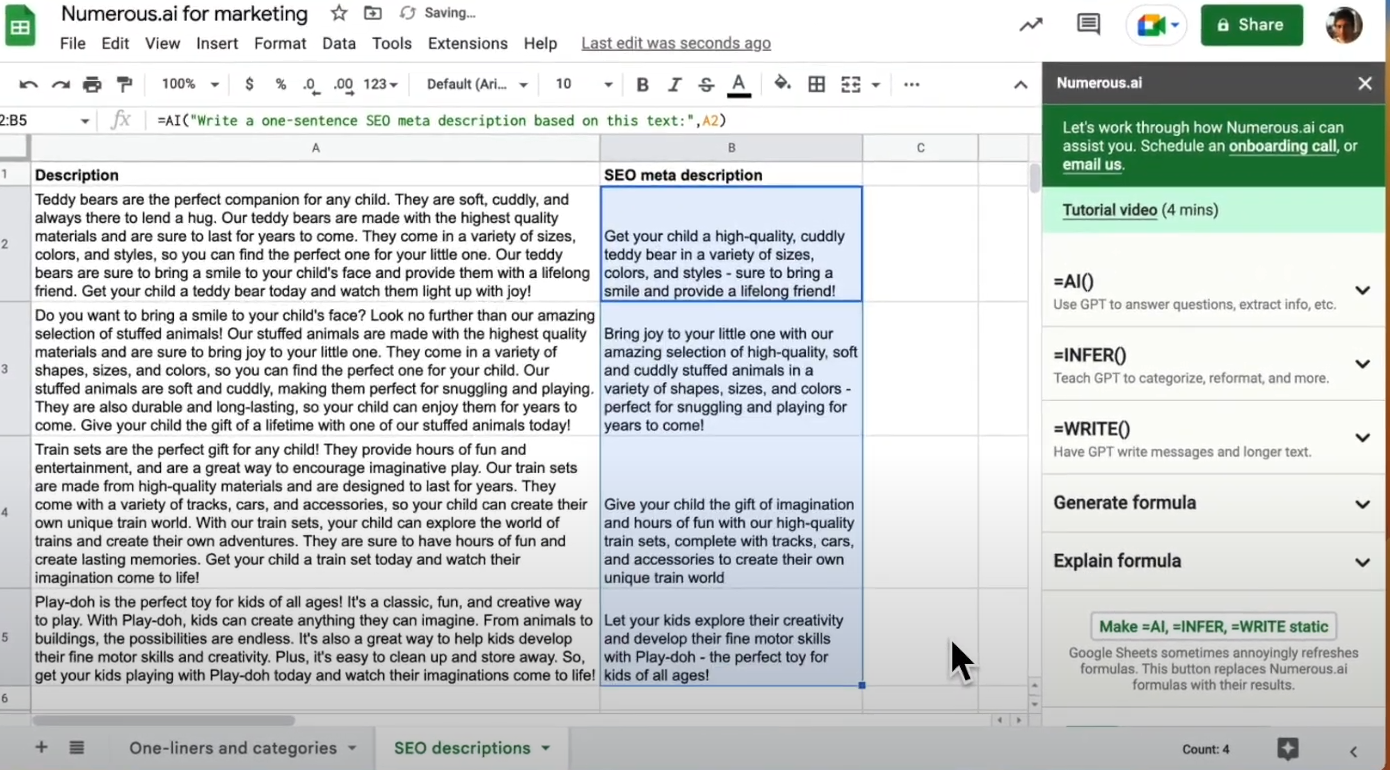 Numerous.ai for marketing
Saving...
File Edit View Insert Format Data Tools Extensions Help Last edit was seconds ago
Share
100% $ % .0 .00 123 Default (Ari... 10 B I S A ...
2:B5 fx =AI("Write a one-sentence SEO meta description based on this text:",A2)
A B C
1 Description SEO meta description
2
Teddy bears are the perfect companion for any child. They are soft, cuddly, and
always there to lend a hug. Our teddy bears are made with the highest quality
materials and are sure to last for years to come. They come in a variety of sizes,
colors, and styles, so you can find the perfect one for your little one. Our teddy
bears are sure to bring a smile to your child's face and provide them with a lifelong
friend. Get your child a teddy bear today and watch them light up with joy!
Get your child a high-quality, cuddly
teddy bear in a variety of sizes,
colors, and styles - sure to bring a
smile and provide a lifelong friend!
3
Do you want to bring a smile to your child's face? Look no further than our amazing
selection of stuffed animals! Our stuffed animals are made with the highest quality
materials and are sure to bring joy to your little one. They come in a variety of
shapes, sizes, and colors, so you can find the perfect one for your child. Our
stuffed animals are soft and cuddly, making them perfect for snuggling and playing.
They are also durable and long-lasting, so your child can enjoy them for years to
come. Give your child the gift of a lifetime with one of our stuffed animals today!
Bring joy to your little one with our
amazing selection of high-quality, soft
and cuddly stuffed animals in a
variety of shapes, sizes, and colors -
perfect for snuggling and playing for
years to come!
4
Train sets are the perfect gift for any child! They provide hours of fun and
entertainment, and are a great way to encourage imaginative play. Our train sets
are made from high-quality materials and are designed to last for years. They
come with a variety of tracks, cars, and accessories, so your child can create their
own unique train world. With our train sets, your child can explore the world of
trains and create their own adventures. They are sure to have hours of fun and
create lasting memories. Get your child a train set today and watch their
imagination come to life!
Give your child the gift of imagination
and hours of fun with our high-quality
train sets, complete with tracks, cars,
and accessories to create their own
unique train world
5
Play-doh is the perfect toy for kids of all ages! It's a classic, fun, and creative way
to play. With Play-doh, kids can create anything they can imagine. From animals to
buildings, the possibilities are endless. It's also a great way to help kids develop
their fine motor skills and creativity. Plus, it's easy to clean up and store away. So,
get your kids playing with Play-doh today and watch their imaginations come to life!
Let your kids explore their creativity
and develop their fine motor skills
with Play-doh - the perfect toy for
kids of all ages!
6
Numerous.ai
Let's work through how Numerous.ai can
assist you. Schedule an onboarding call, or
email us.
Tutorial video (4 mins)
=AI()
Use GPT to answer questions, extract info, etc.
=INFER()
Teach GPT to categorize, reformat, and more.
=WRITE()
Have GPT write messages and longer text.
Generate formula
Explain formula
Make =AI, =INFER, =WRITE static
Google Sheets sometimes annoyingly refreshes
formulas. This button replaces Numerous.ai
formulas with their results.
One-liners and categories SEO descriptions
Count: 4